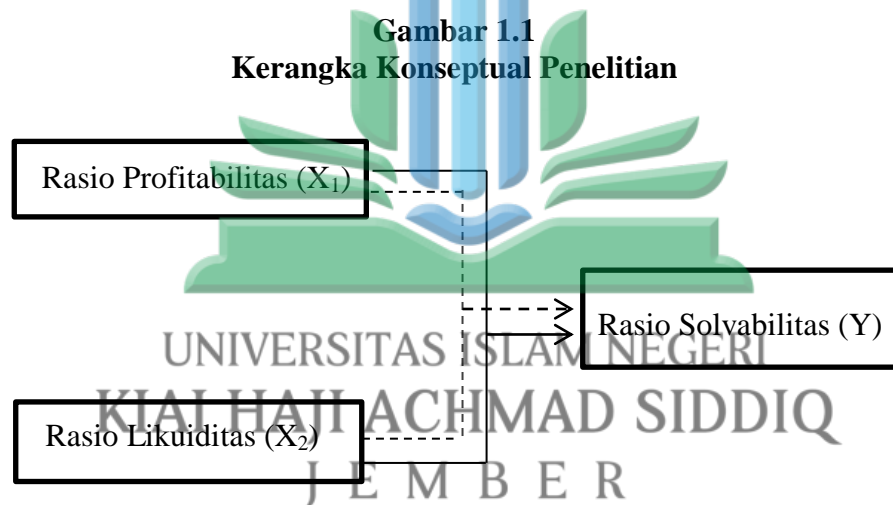 Gambar 1.1
Kerangka Konseptual Penelitian
Rasio Profitabilitas (X₁)
Rasio Solvabilitas (Y)
UNIVERSITAS ISLAM NEGERI
KIAI HAJI ACHMAD SIDDIQ
Rasio Likuiditas (X₂)
JEMBER